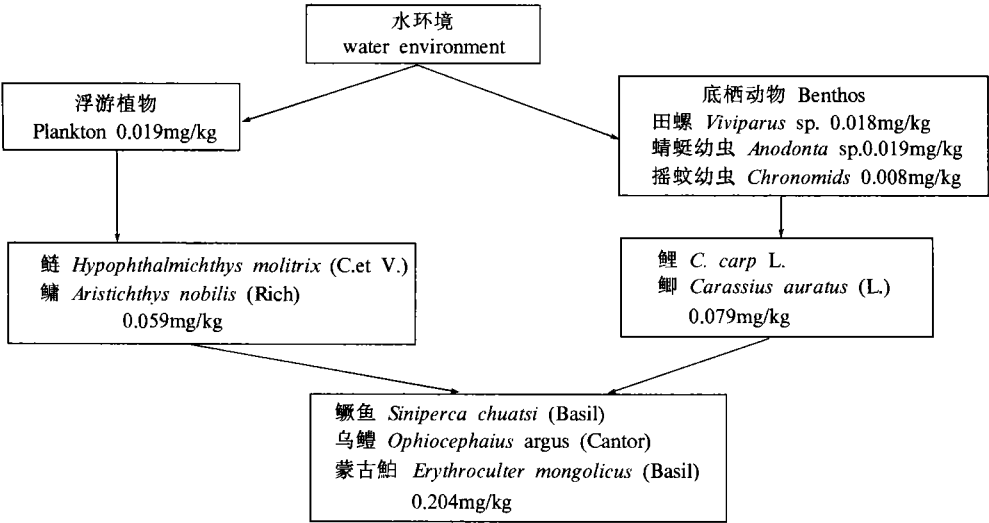 水环境
water environment
浮游植物
Plankton 0.019mg/kg
底栖动物 Benthos
田螺 Viviparus sp. 0.018mg/kg
蜻蜓幼虫 Anodonta sp.0.019mg/kg
摇蚊幼虫 Chronomids 0.008mg/kg
鲢 Hypophthalmichthys molitrix (C.et V.)
鳙 Aristichthys nobilis (Rich)
0.059mg/kg
鲤 C. carp L.
鲫 Carassius auratus (L.)
0.079mg/kg
鳜鱼 Siniperca chuatsi (Basil)
乌鳢 Ophiocephaius argus (Cantor)
蒙古鲌 Erythroculter mongolicus (Basil)
0.204mg/kg